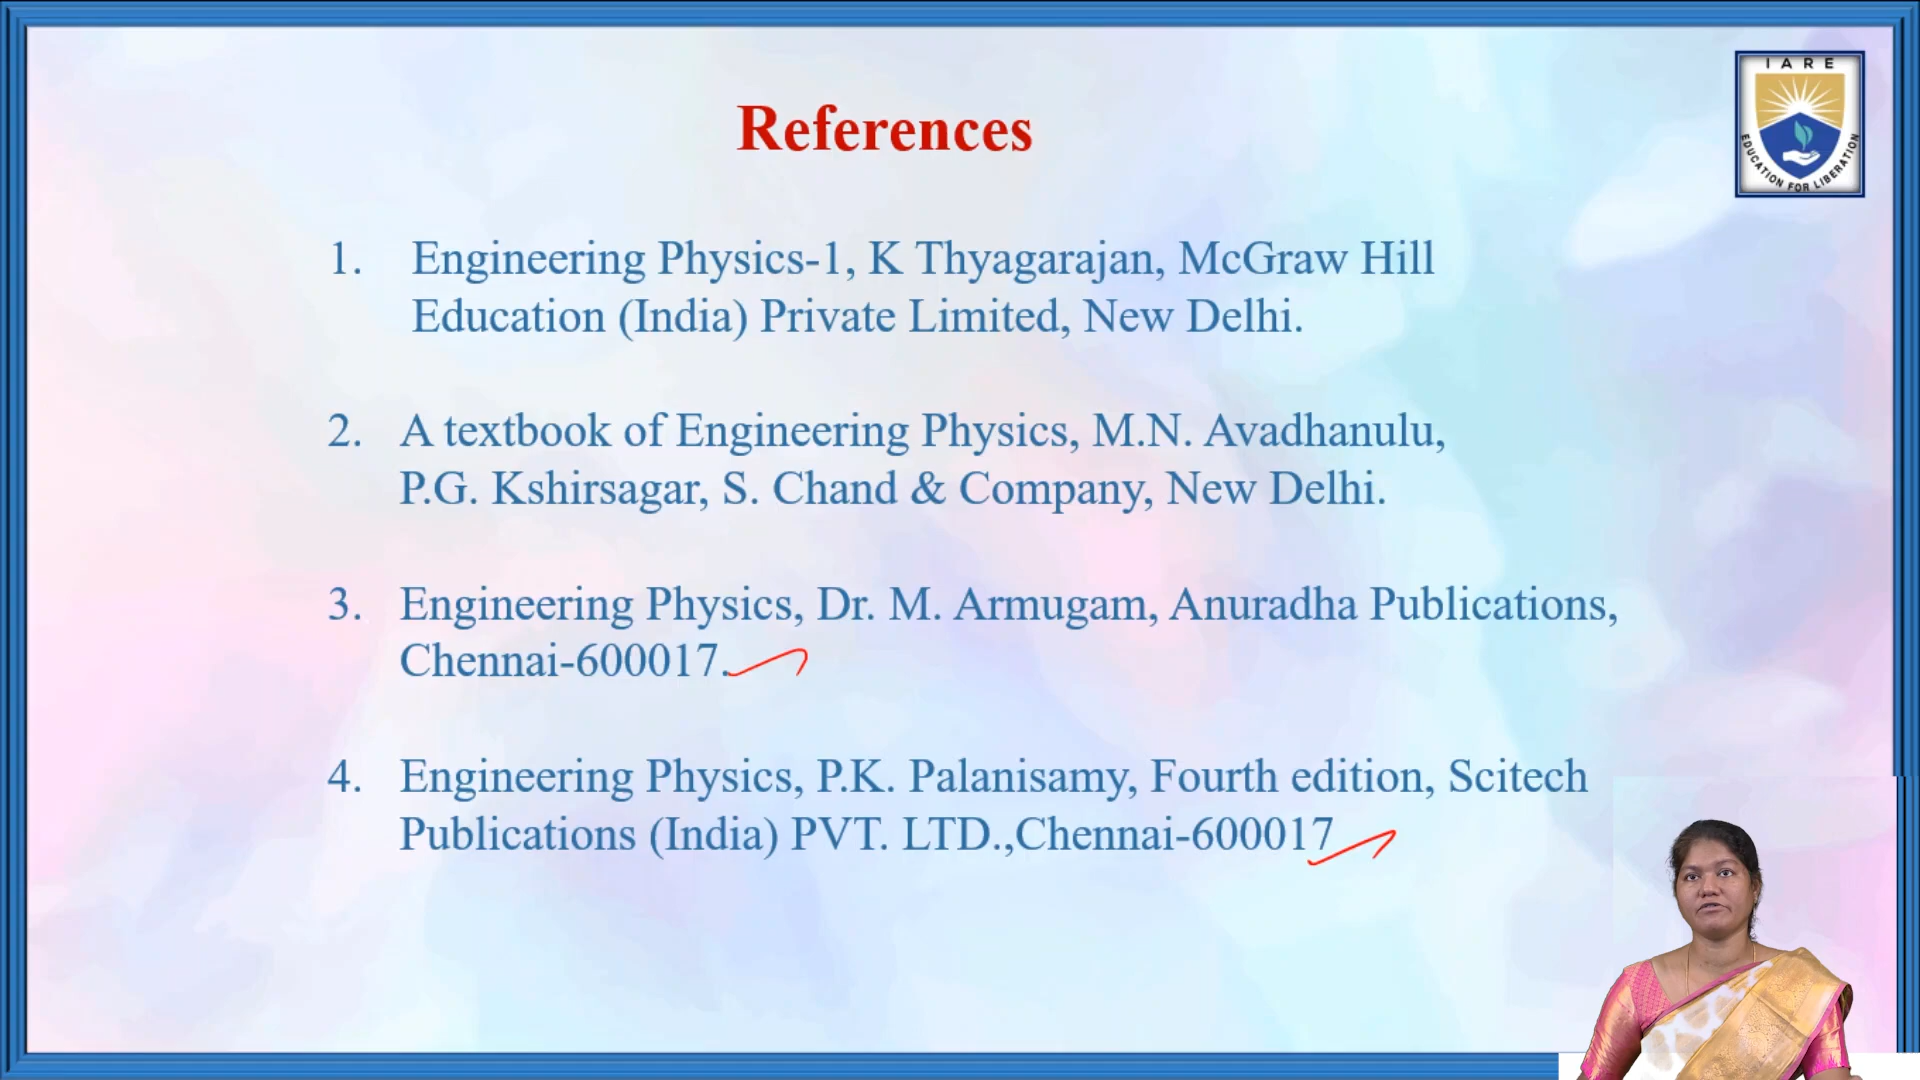 I A R E
EDUCATION FOR LIBERATION
References
1. Engineering Physics-1, K Thyagarajan, McGraw Hill
Education (India) Private Limited, New Delhi.
2. A textbook of Engineering Physics, M.N. Avadhanulu,
P.G. Kshirsagar, S. Chand & Company, New Delhi.
3. Engineering Physics, Dr. M. Armugam, Anuradha Publications,
Chennai-600017.
4. Engineering Physics, P.K. Palanisamy, Fourth edition, Scitech
Publications (India) PVT. LTD.,Chennai-600017